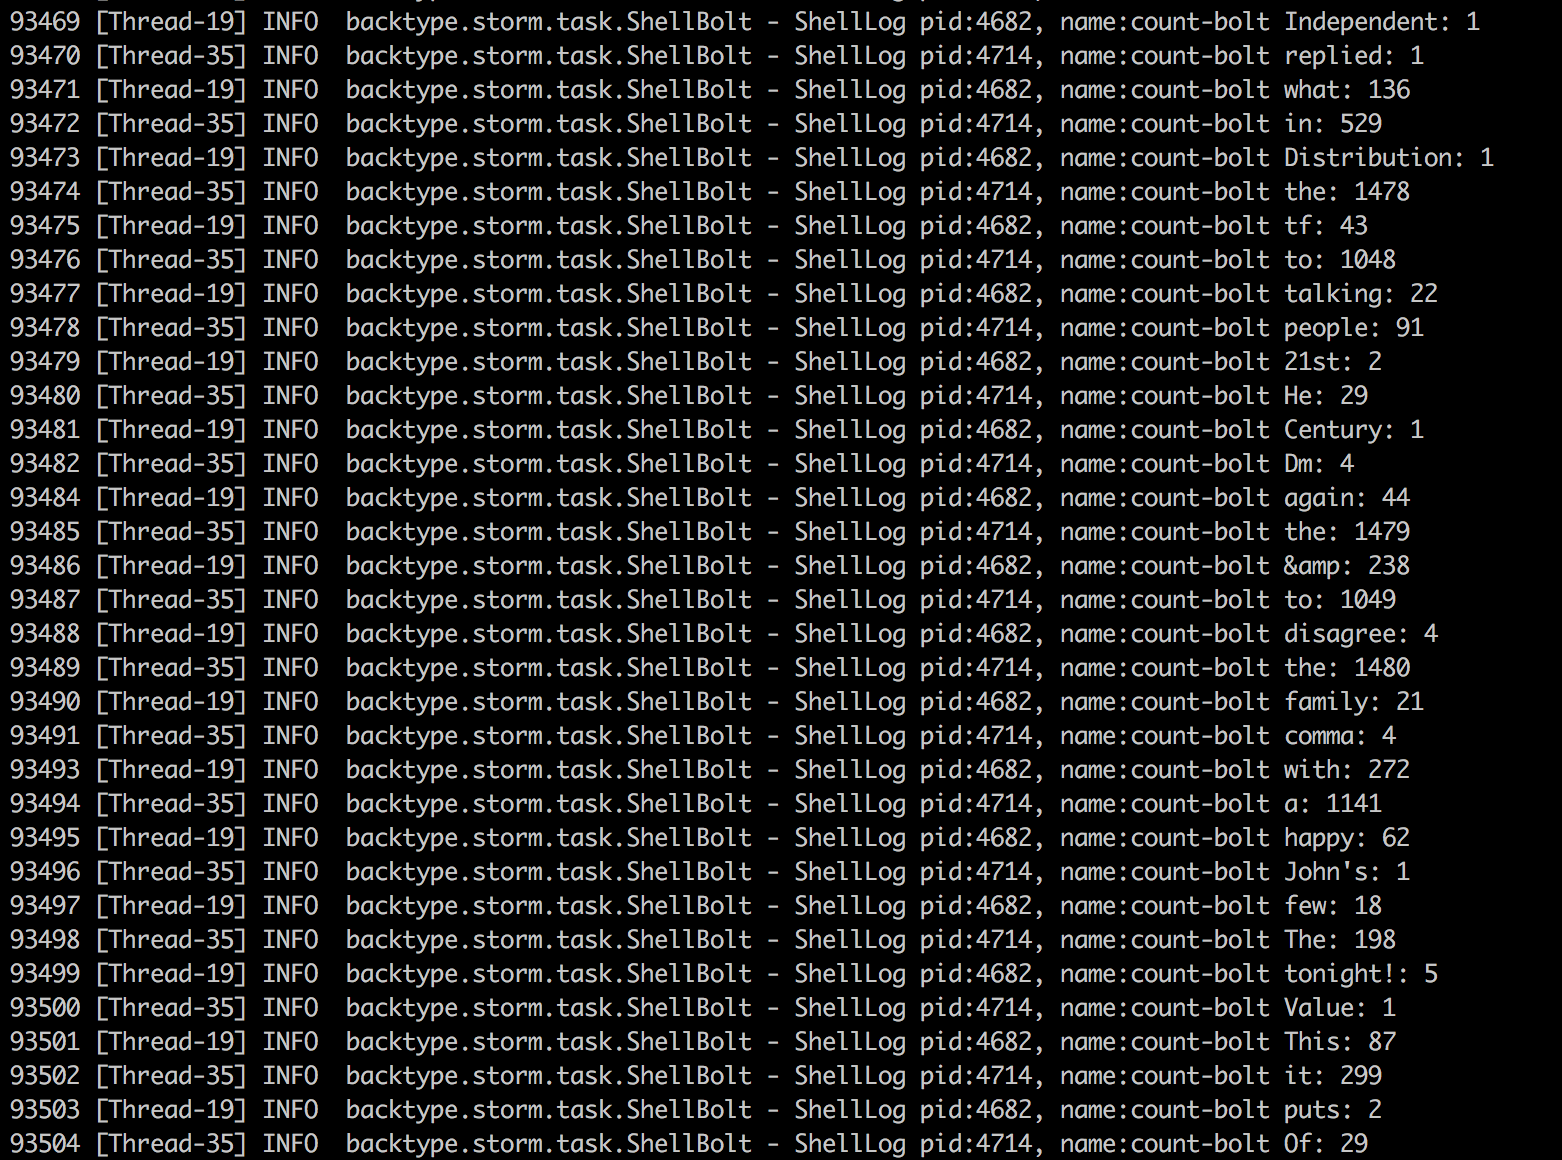 93469 [Thread-19] INFO  backtype.storm.task.ShellBolt - ShellLog pid:4682, name:count-bolt Independent: 1
93470 [Thread-35] INFO  backtype.storm.task.ShellBolt - ShellLog pid:4714, name:count-bolt replied: 1
93471 [Thread-19] INFO  backtype.storm.task.ShellBolt - ShellLog pid:4682, name:count-bolt what: 136
93472 [Thread-35] INFO  backtype.storm.task.ShellBolt - ShellLog pid:4714, name:count-bolt in: 529
93473 [Thread-19] INFO  backtype.storm.task.ShellBolt - ShellLog pid:4682, name:count-bolt Distribution: 1
93474 [Thread-35] INFO  backtype.storm.task.ShellBolt - ShellLog pid:4714, name:count-bolt the: 1478
93475 [Thread-19] INFO  backtype.storm.task.ShellBolt - ShellLog pid:4682, name:count-bolt tf: 43
93476 [Thread-35] INFO  backtype.storm.task.ShellBolt - ShellLog pid:4714, name:count-bolt to: 1048
93477 [Thread-19] INFO  backtype.storm.task.ShellBolt - ShellLog pid:4682, name:count-bolt talking: 22
93478 [Thread-35] INFO  backtype.storm.task.ShellBolt - ShellLog pid:4714, name:count-bolt people: 91
93479 [Thread-19] INFO  backtype.storm.task.ShellBolt - ShellLog pid:4682, name:count-bolt 21st: 2
93480 [Thread-35] INFO  backtype.storm.task.ShellBolt - ShellLog pid:4714, name:count-bolt He: 29
93481 [Thread-19] INFO  backtype.storm.task.ShellBolt - ShellLog pid:4682, name:count-bolt Century: 1
93482 [Thread-35] INFO  backtype.storm.task.ShellBolt - ShellLog pid:4714, name:count-bolt Dm: 4
93484 [Thread-19] INFO  backtype.storm.task.ShellBolt - ShellLog pid:4682, name:count-bolt again: 44
93485 [Thread-35] INFO  backtype.storm.task.ShellBolt - ShellLog pid:4714, name:count-bolt the: 1479
93486 [Thread-19] INFO  backtype.storm.task.ShellBolt - ShellLog pid:4682, name:count-bolt &amp: 238
93487 [Thread-35] INFO  backtype.storm.task.ShellBolt - ShellLog pid:4714, name:count-bolt to: 1049
93488 [Thread-19] INFO  backtype.storm.task.ShellBolt - ShellLog pid:4682, name:count-bolt disagree: 4
93489 [Thread-35] INFO  backtype.storm.task.ShellBolt - ShellLog pid:4714, name:count-bolt the: 1480
93490 [Thread-19] INFO  backtype.storm.task.ShellBolt - ShellLog pid:4682, name:count-bolt family: 21
93491 [Thread-35] INFO  backtype.storm.task.ShellBolt - ShellLog pid:4714, name:count-bolt comma: 4
93493 [Thread-19] INFO  backtype.storm.task.ShellBolt - ShellLog pid:4682, name:count-bolt with: 272
93494 [Thread-35] INFO  backtype.storm.task.ShellBolt - ShellLog pid:4714, name:count-bolt a: 1141
93495 [Thread-19] INFO  backtype.storm.task.ShellBolt - ShellLog pid:4682, name:count-bolt happy: 62
93496 [Thread-35] INFO  backtype.storm.task.ShellBolt - ShellLog pid:4714, name:count-bolt John's: 1
93497 [Thread-19] INFO  backtype.storm.task.ShellBolt - ShellLog pid:4682, name:count-bolt few: 18
93498 [Thread-35] INFO  backtype.storm.task.ShellBolt - ShellLog pid:4714, name:count-bolt The: 198
93499 [Thread-19] INFO  backtype.storm.task.ShellBolt - ShellLog pid:4682, name:count-bolt tonight!: 5
93500 [Thread-35] INFO  backtype.storm.task.ShellBolt - ShellLog pid:4714, name:count-bolt Value: 1
93501 [Thread-19] INFO  backtype.storm.task.ShellBolt - ShellLog pid:4682, name:count-bolt This: 87
93502 [Thread-35] INFO  backtype.storm.task.ShellBolt - ShellLog pid:4714, name:count-bolt it: 299
93503 [Thread-19] INFO  backtype.storm.task.ShellBolt - ShellLog pid:4682, name:count-bolt puts: 2
93504 [Thread-35] INFO  backtype.storm.task.ShellBolt - ShellLog pid:4714, name:count-bolt Of: 29